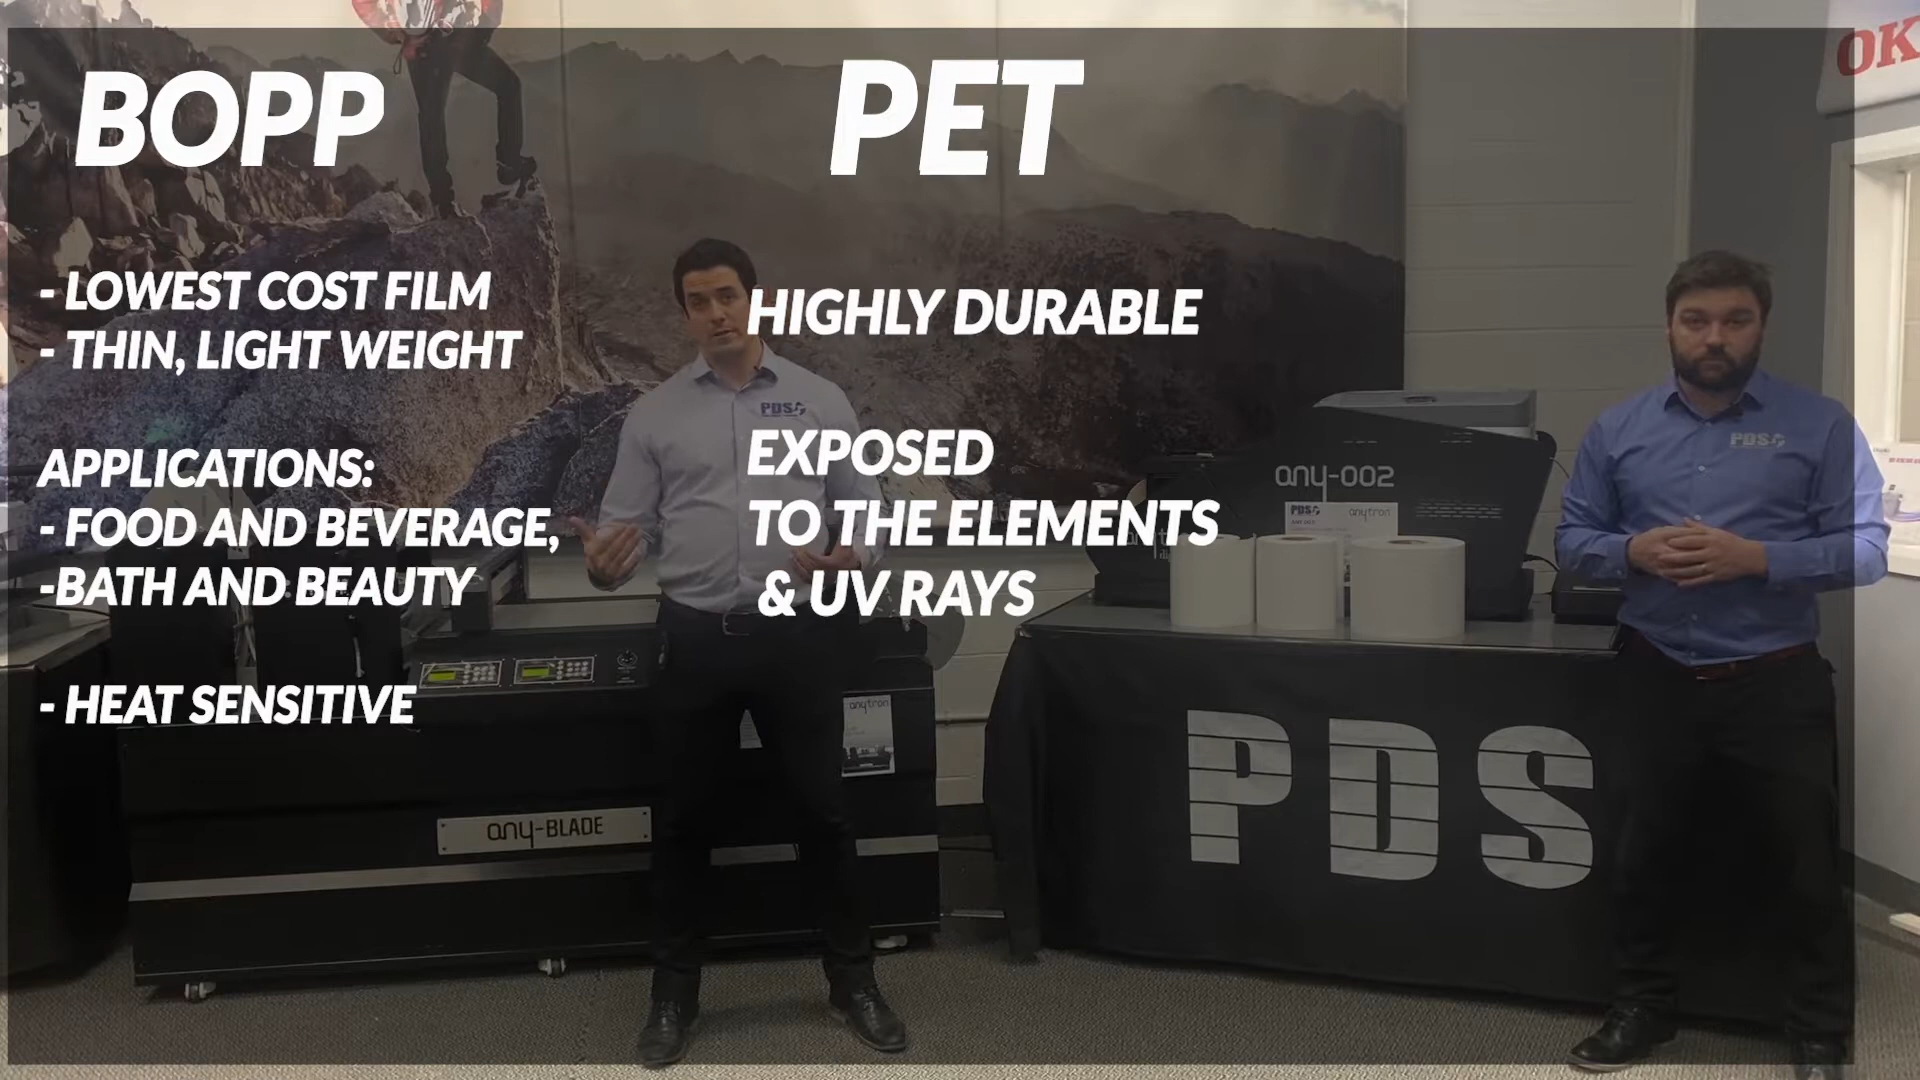 BOPP
- LOWEST COST FILM
- THIN, LIGHT WEIGHT
APPLICATIONS:
- FOOD AND BEVERAGE,
-BATH AND BEAUTY
- HEAT SENSITIVE
PET
HIGHLY DURABLE
EXPOSED
TO THE ELEMENTS
& UV RAYS
OK
PDS
PDS
any-002
PDS
anytron
anytron
any-BLADE
PDS